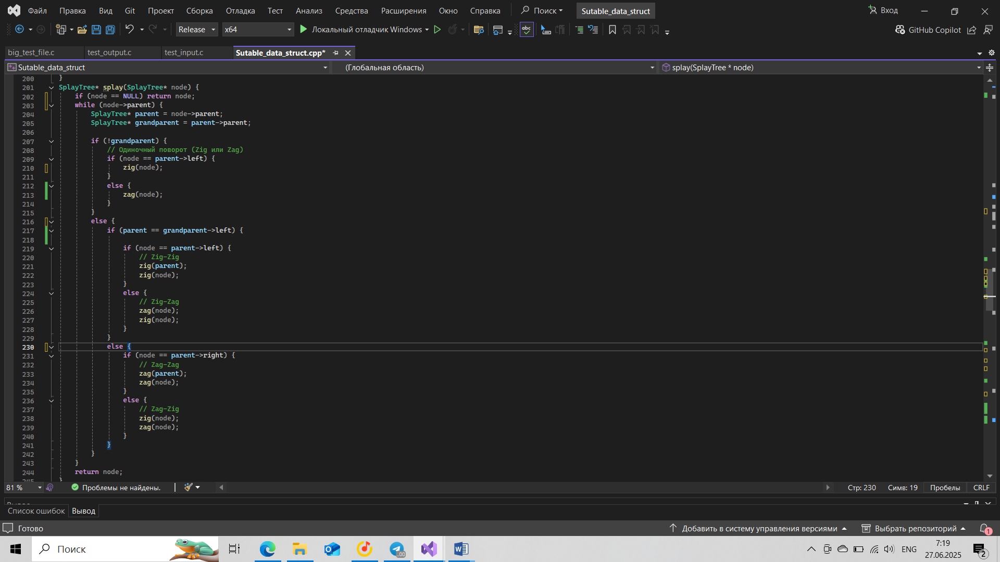 Файл Правка Вид Git Проект Сборка Отладка Тест Анализ Средства Расширения Окно Справка Поиск Sutable_data_struct Вход
Release x64 Локальный отладчик Windows abc GitHub Copilot
big_test_file.c test_output.c test_input.c Sutable_data_struct.cpp*
Sutable_data_struct (Глобальная область) splay(SplayTree * node)
200 }
201 SplayTree* splay(SplayTree* node) {
202 if (node == NULL) return node;
203 while (node->parent) {
204 SplayTree* parent = node->parent;
205 SplayTree* grandparent = parent->parent;
206
207 if (!grandparent) {
208 // Одиночный поворот (Zig или Zag)
209 if (node == parent->left) {
210 zig(node);
211 }
212 else {
213 zag(node);
214 }
215 }
216 else {
217 if (parent == grandparent->left) {
218
219 if (node == parent->left) {
220 // Zig-Zig
221 zig(parent);
222 zig(node);
223 }
224 else {
225 // Zig-Zag
226 zag(node);
227 zig(node);
228 }
229 }
230 else {
231 if (node == parent->right) {
232 // Zag-Zag
233 zag(parent);
234 zag(node);
235 }
236 else {
237 // Zag-Zig
238 zig(node);
239 zag(node);
240 }
241 }
242 }
243 }
244 return node;
245 }
81 % Проблемы не найдены. Стр: 230 Симв: 19 Пробелы CRLF
Вывод
Список ошибок Вывод
Готово Добавить в систему управления версиями Выбрать репозиторий 1
Поиск .00 ENG 7:19
27.06.2025 2